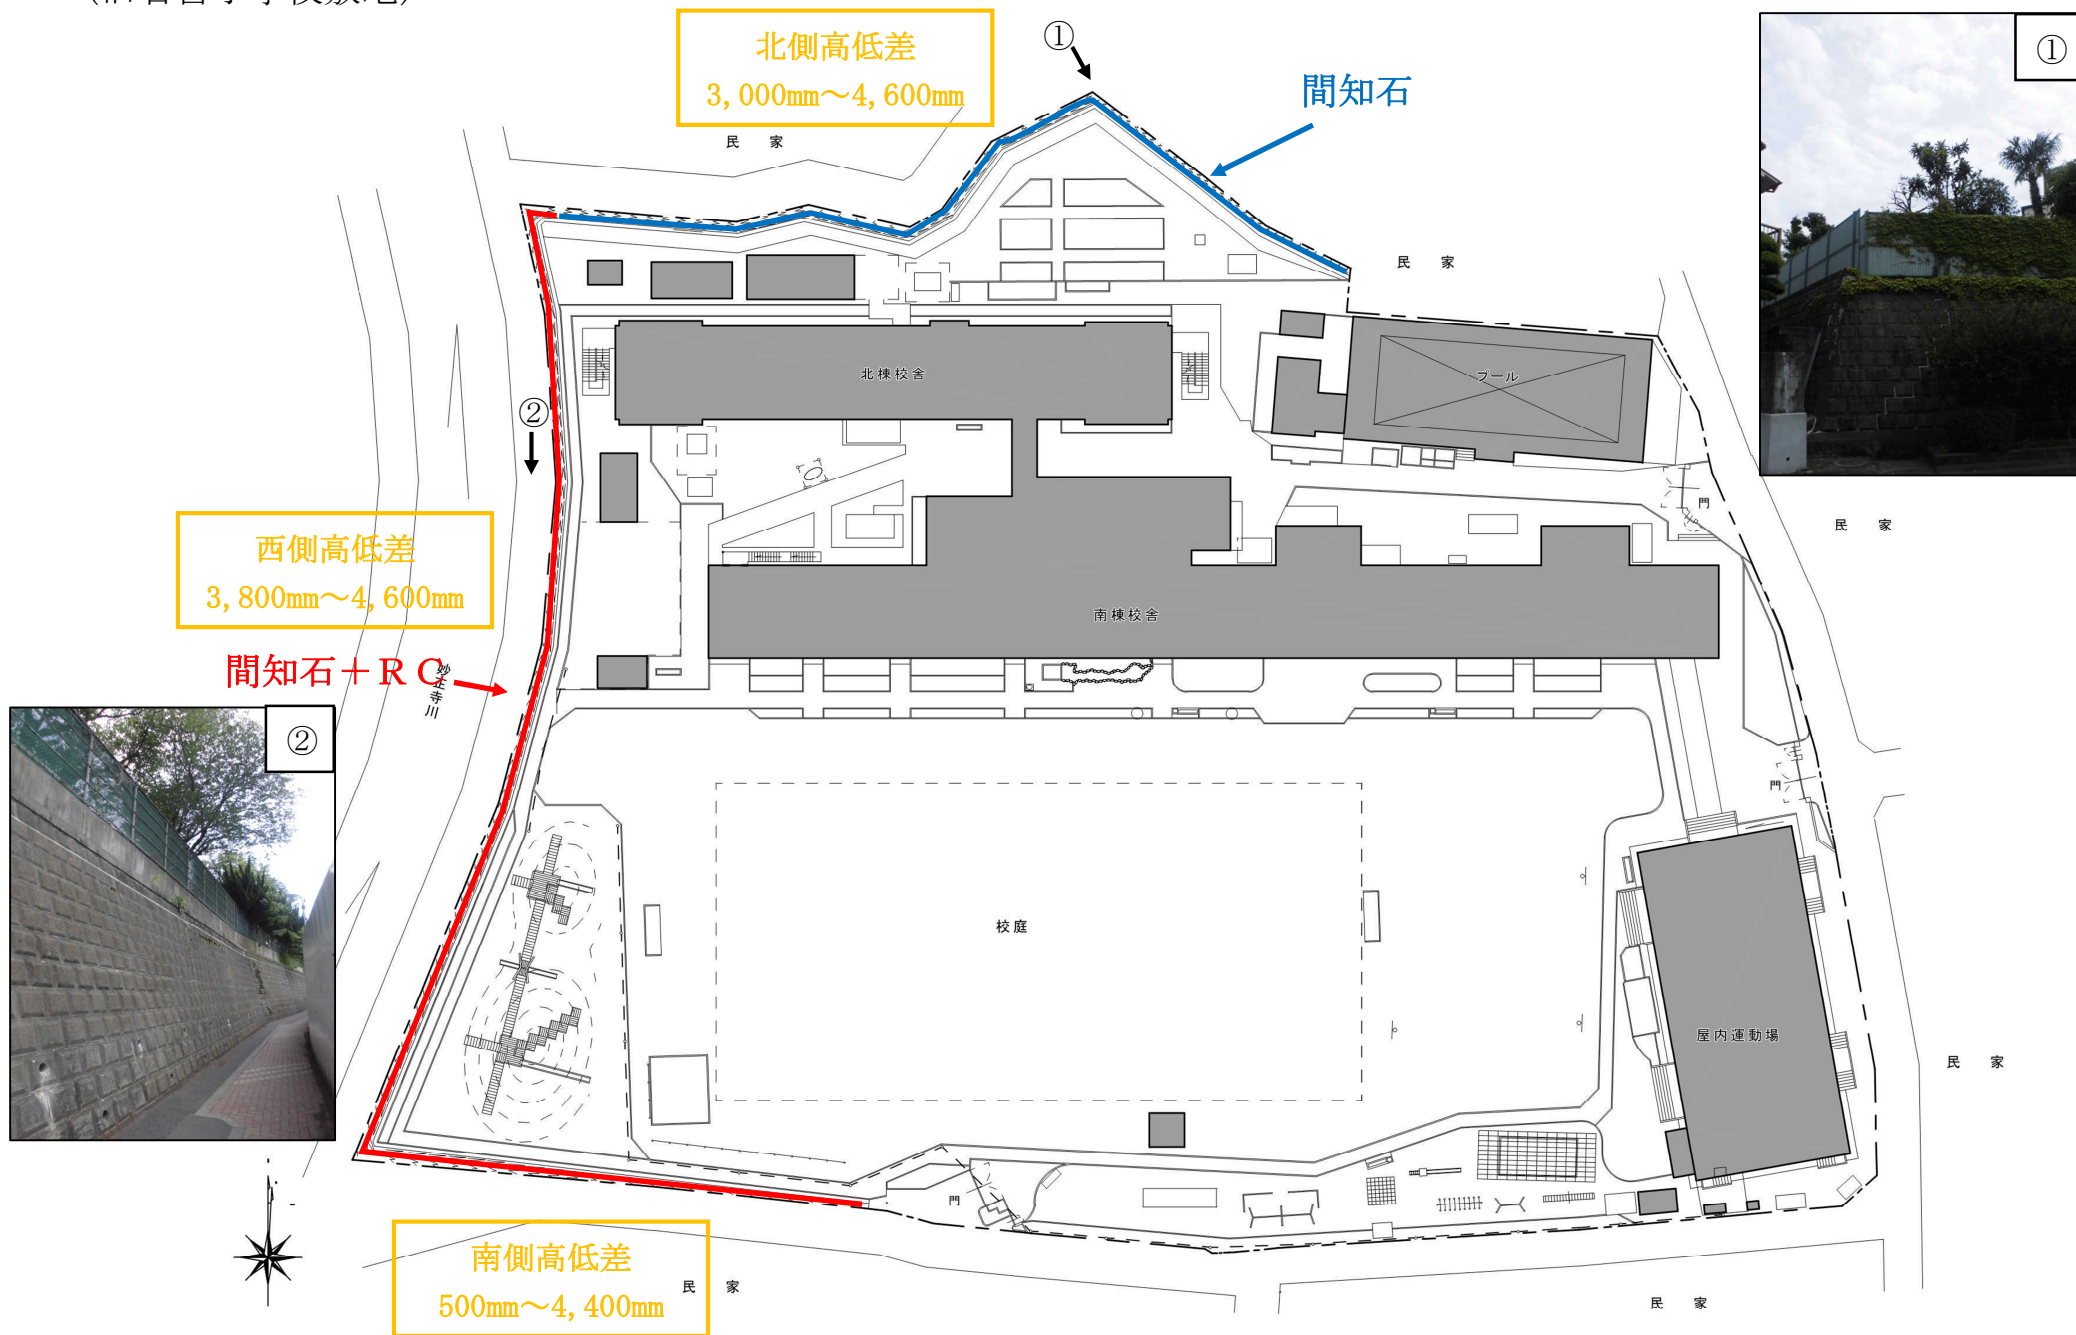 北側高低差
3,000mm～4,600mm
①
間知石
①
民 家
民 家
北棟校舎
プール
②
門
民 家
西側高低差
3,800mm～4,600mm
南棟校舎
間知石＋RC
妙正寺川
②
門
校庭
屋内運動場
民 家
門
南側高低差
500mm～4,400mm
民 家
民 家